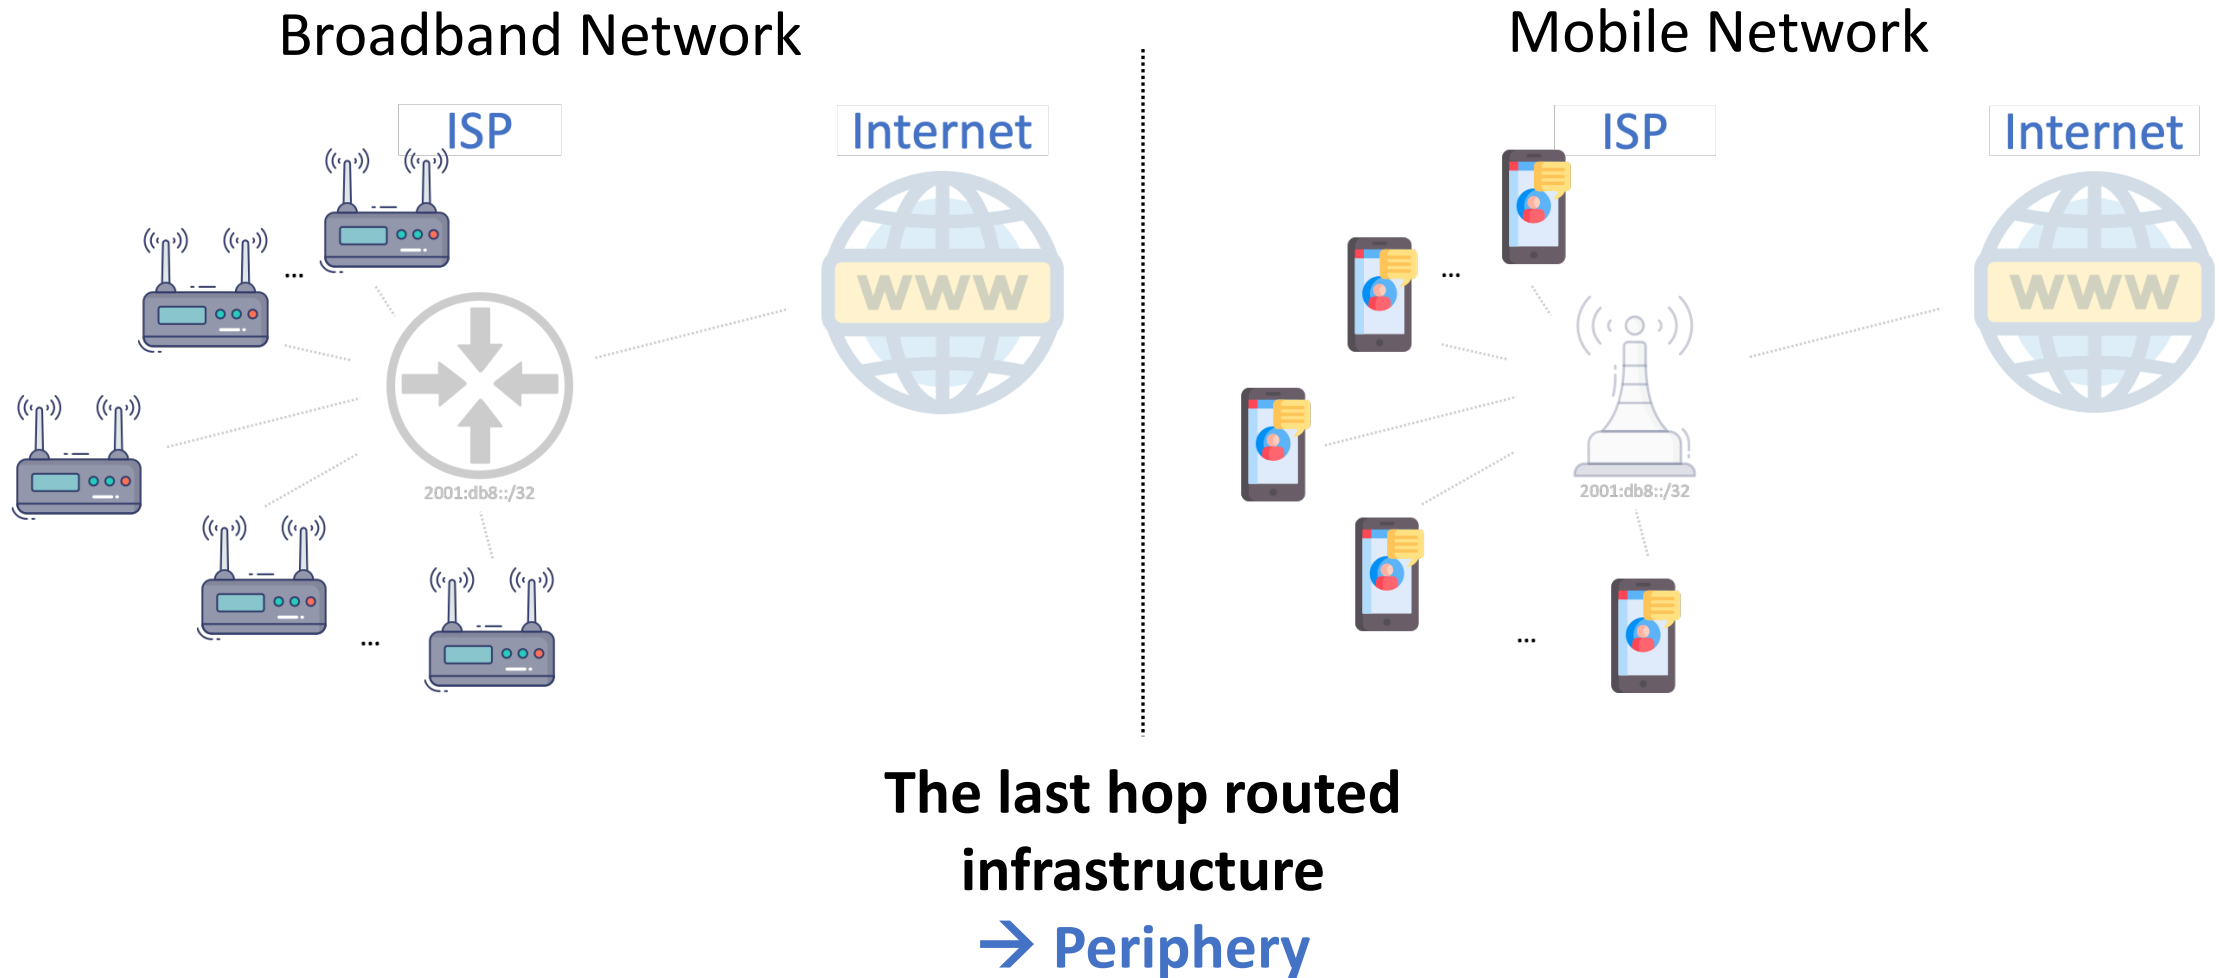 Broadband Network
ISP
Internet
www
...
2001:db8::/32
...
Mobile Network
ISP
Internet
www
...
2001:db8::/32
...
The last hop routed
infrastructure
→ Periphery